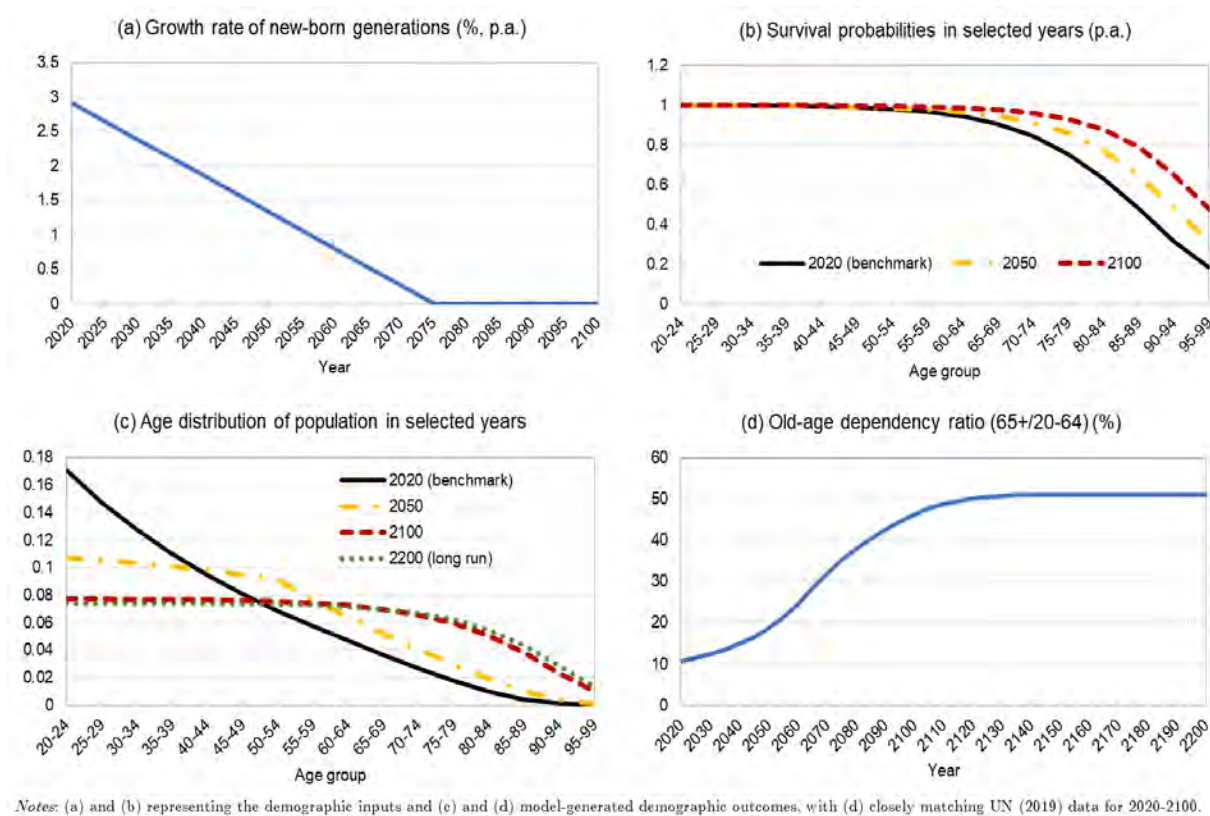 (a) Growth rate of new-born generations (%, p.a.)
3.5
3
2.5
2
1.5
1
0.5
0
2020 2025 2030 2035 2040 2045 2050 2055 2060 2065 2070 2075 2080 2085 2090 2095 2100
Year
(b) Survival probabilities in selected years (p.a.)
1.2
1
0.8
0.6
0.4
0.2
0
2020 (benchmark) 2050 2100
20-24 25-29 30-34 35-39 40-44 45-49 50-54 55-59 60-64 65-69 70-74 75-79 80-84 85-89 90-94 95-99
Age group
(c) Age distribution of population in selected years
0.18
0.16
0.14
0.12
0.1
0.08
0.06
0.04
0.02
0
2020 (benchmark)
2050
2100
2200 (long run)
20-24 25-29 30-34 35-39 40-44 45-49 50-54 55-59 60-64 65-69 70-74 75-79 80-84 85-89 90-94 95-99
Age group
(d) Old-age dependency ratio (65+/20-64) (%)
60
50
40
30
20
10
0
2020 2030 2040 2050 2060 2070 2080 2090 2100 2110 2120 2130 2140 2150 2160 2170 2180 2190 2200
Year
Notes: (a) and (b) representing the demographic inputs and (c) and (d) model-generated demographic outcomes, with (d) closely matching UN (2019) data for 2020-2100.